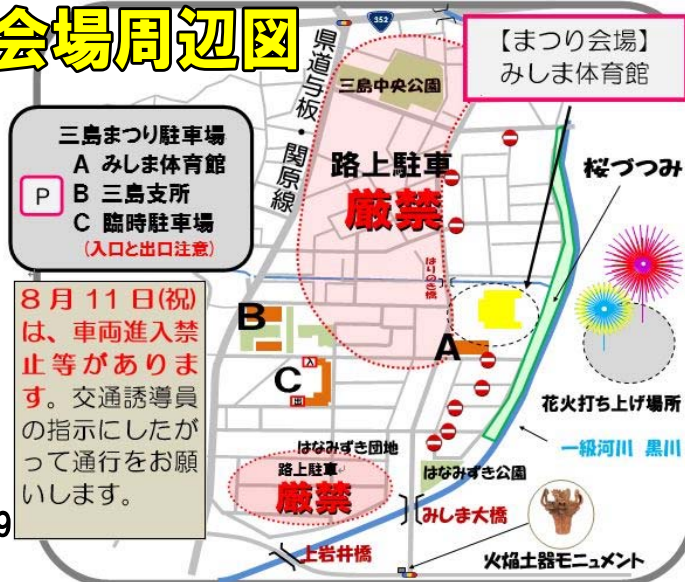 会場周辺図
352
【まつり会場】
みしま体育館
県道与板・関原線
三島中央公園
三島まつり駐車場
A みしま体育館
P
B 三島支所
C 臨時駐車場
(入口と出口注意)
路上駐車
厳禁
桜づつみ
はりのき橋
8月11日(祝)
は、車両進入禁
止等がありま
す。交通誘導員
の指示にしたが
って通行をお願
いします。
B
A
C
入
出
花火打ち上げ場所
一級河川 黒川
はなみずき団地
路上駐車
厳禁
はなみずき公園
みしま大橋
上岩井橋
火焔土器モニュメント
9